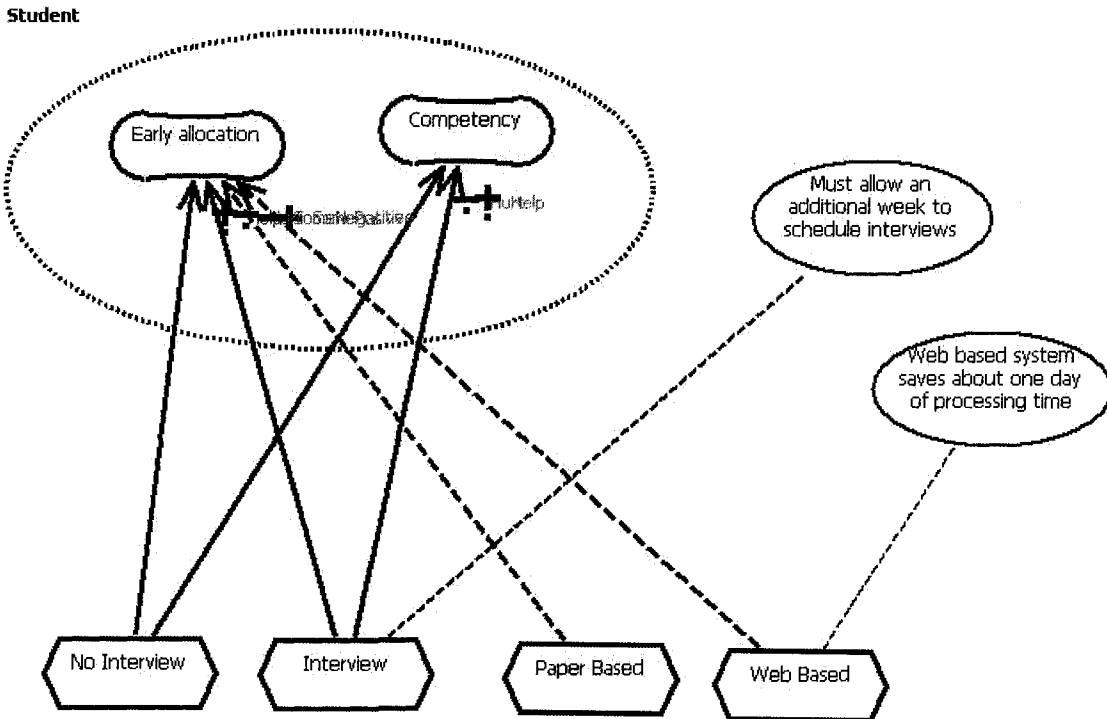 Student
Early allocation
Competency
Help
Must allow an
additional week to
schedule interviews
Web based system
saves about one day
of processing time
No Interview
Interview
Paper Based
Web Based